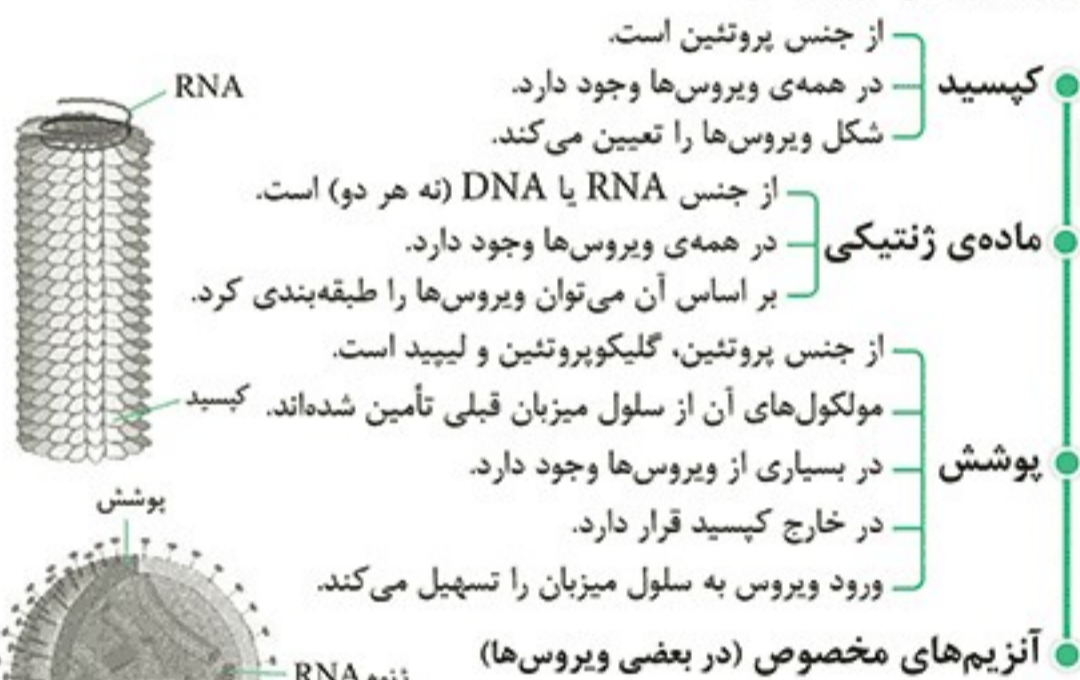 کپسید
از جنس پروتئین است.
در همه‌ی ویروس‌ها وجود دارد.
شکل ویروس‌ها را تعیین می‌کند.
RNA
ماده‌ی ژنتیکی
از جنس RNA یا DNA (نه هر دو) است.
در همه‌ی ویروس‌ها وجود دارد.
بر اساس آن می‌توان ویروس‌ها را طبقه‌بندی کرد.
پوشش
از جنس پروتئین، گلیکوپروتئین و لیپید است.
مولکول‌های آن از سلول میزبان قبلی تأمین شده‌اند.
در بسیاری از ویروس‌ها وجود دارد.
در خارج کپسید قرار دارد.
ورود ویروس به سلول میزبان را تسهیل می‌کند.
کپسید
پوشش
آنزیم‌های مخصوص (در بعضی ویروس‌ها)
ژنوم RNA